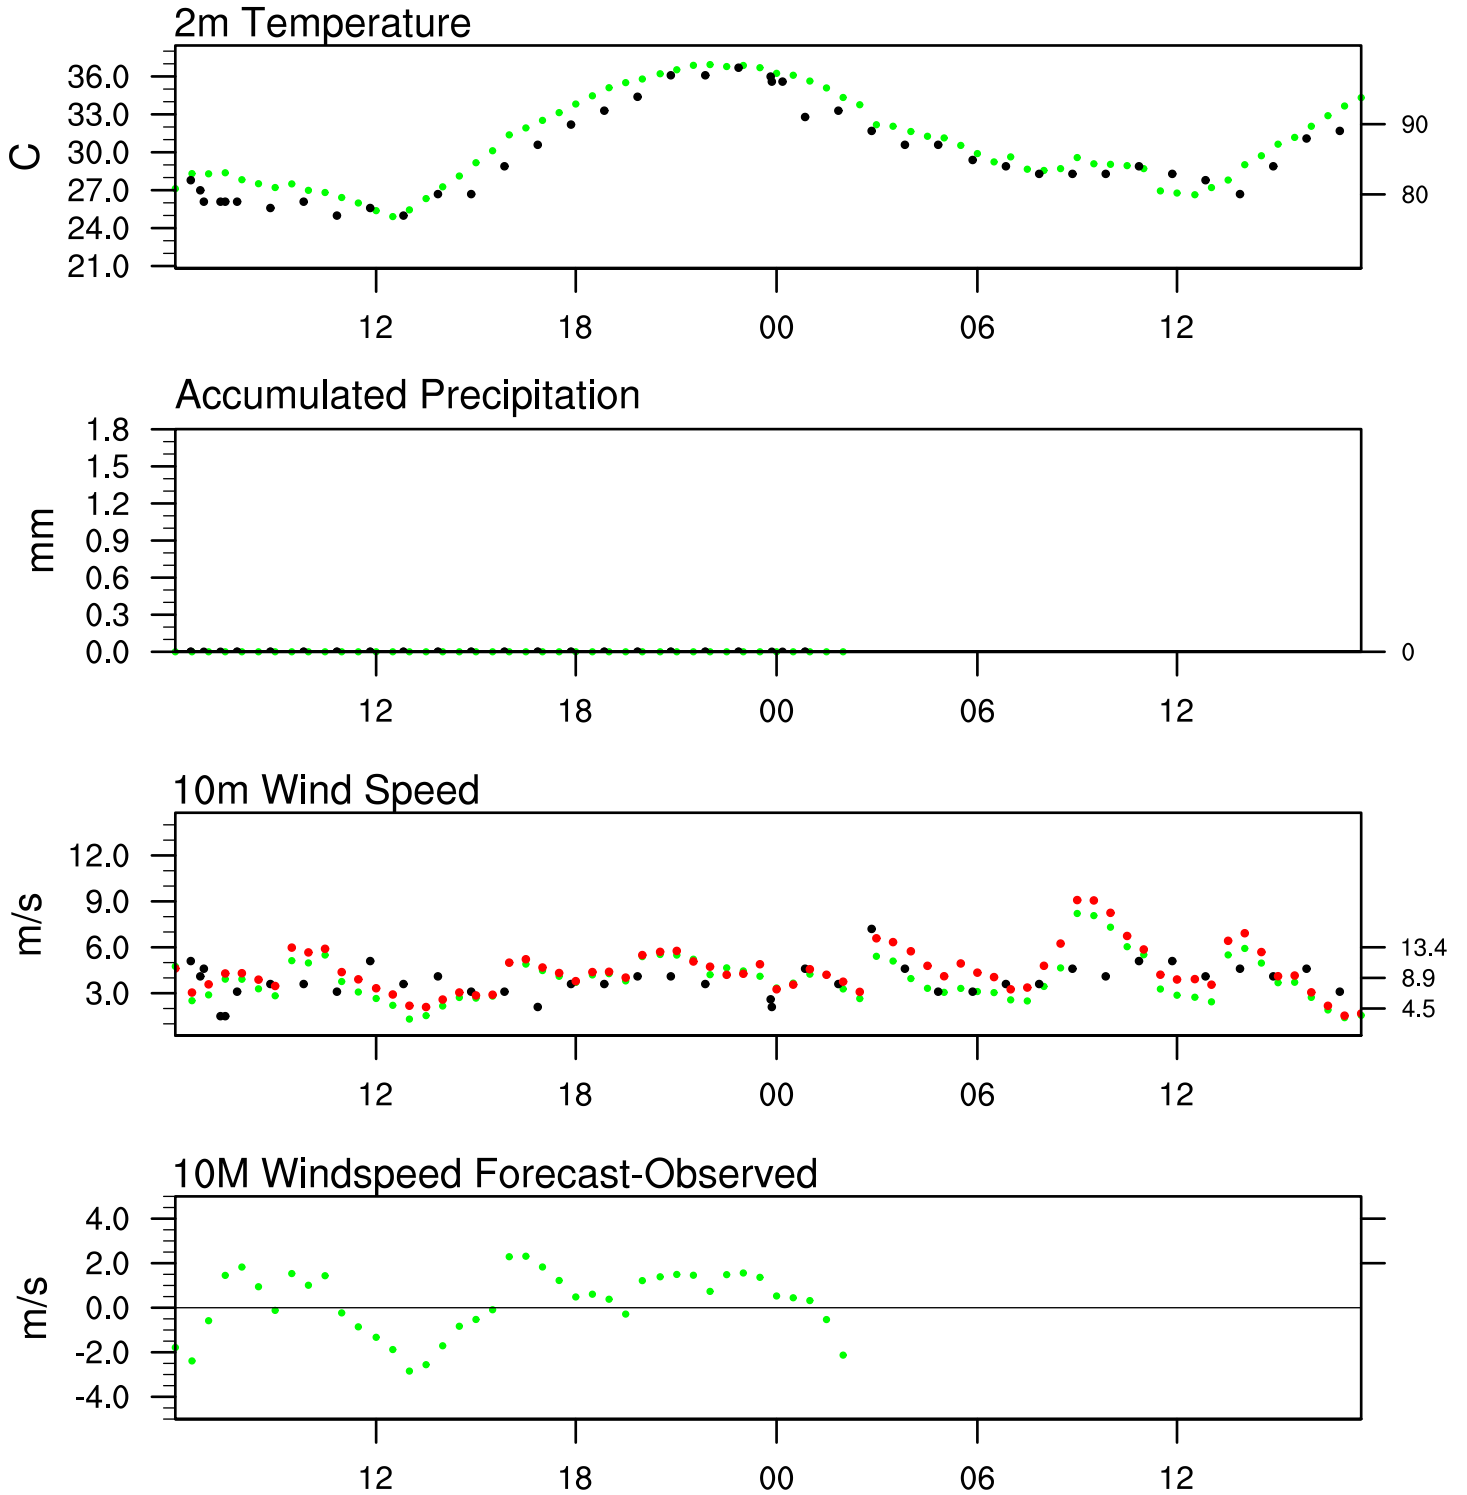 2m Temperature
36.0
33.0
30.0
27.0
24.0
21.0
C
90
80
12 18 00 06 12
Accumulated Precipitation
1.8
1.5
1.2
0.9
0.6
0.3
0.0
mm
0
12 18 00 06 12
10m Wind Speed
12.0
9.0
6.0
3.0
m/s
13.4
8.9
4.5
12 18 00 06 12
10M Windspeed Forecast-Observed
4.0
2.0
0.0
-2.0
-4.0
m/s
12 18 00 06 12